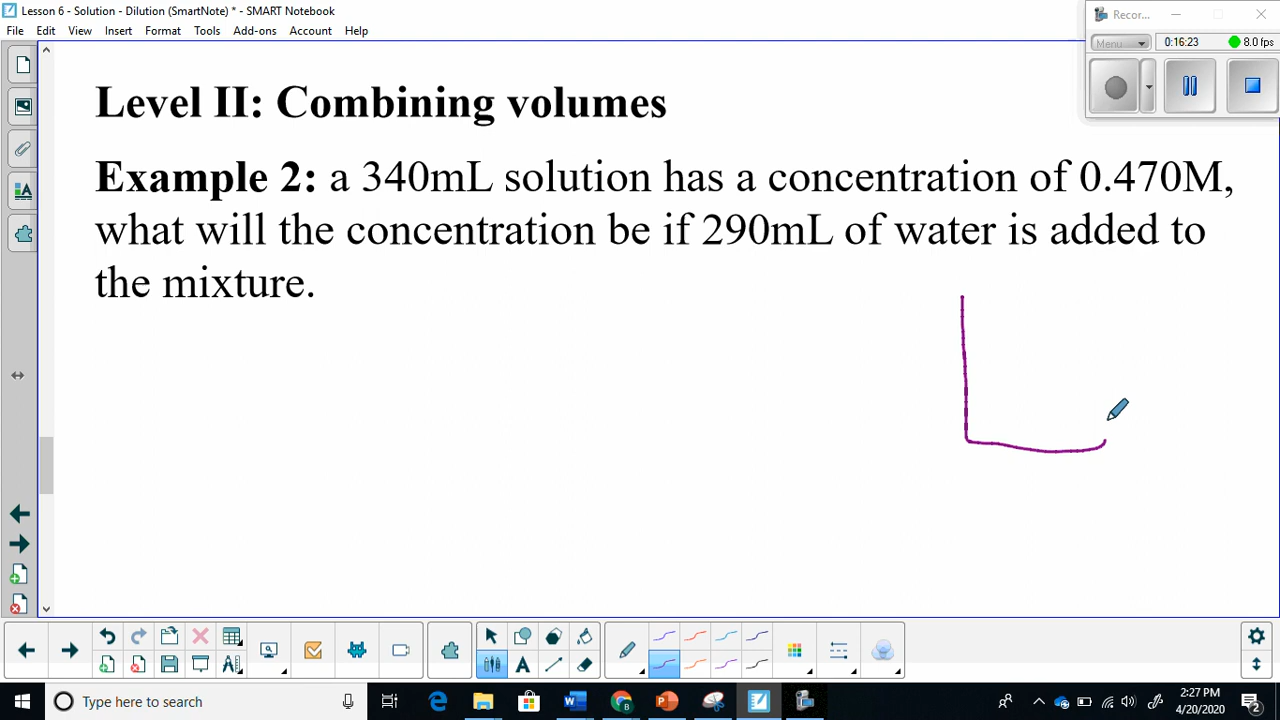 Lesson 6 - Solution - Dilution (SmartNote) * - SMART Notebook
File Edit View Insert Format Tools Add-ons Account Help
Recor...
Menu 0:16:23 8.0 fps
Level II: Combining volumes
Example 2: a 340mL solution has a concentration of 0.470M,
what will the concentration be if 290mL of water is added to
the mixture.
Type here to search
2:27 PM
4/20/2020
2